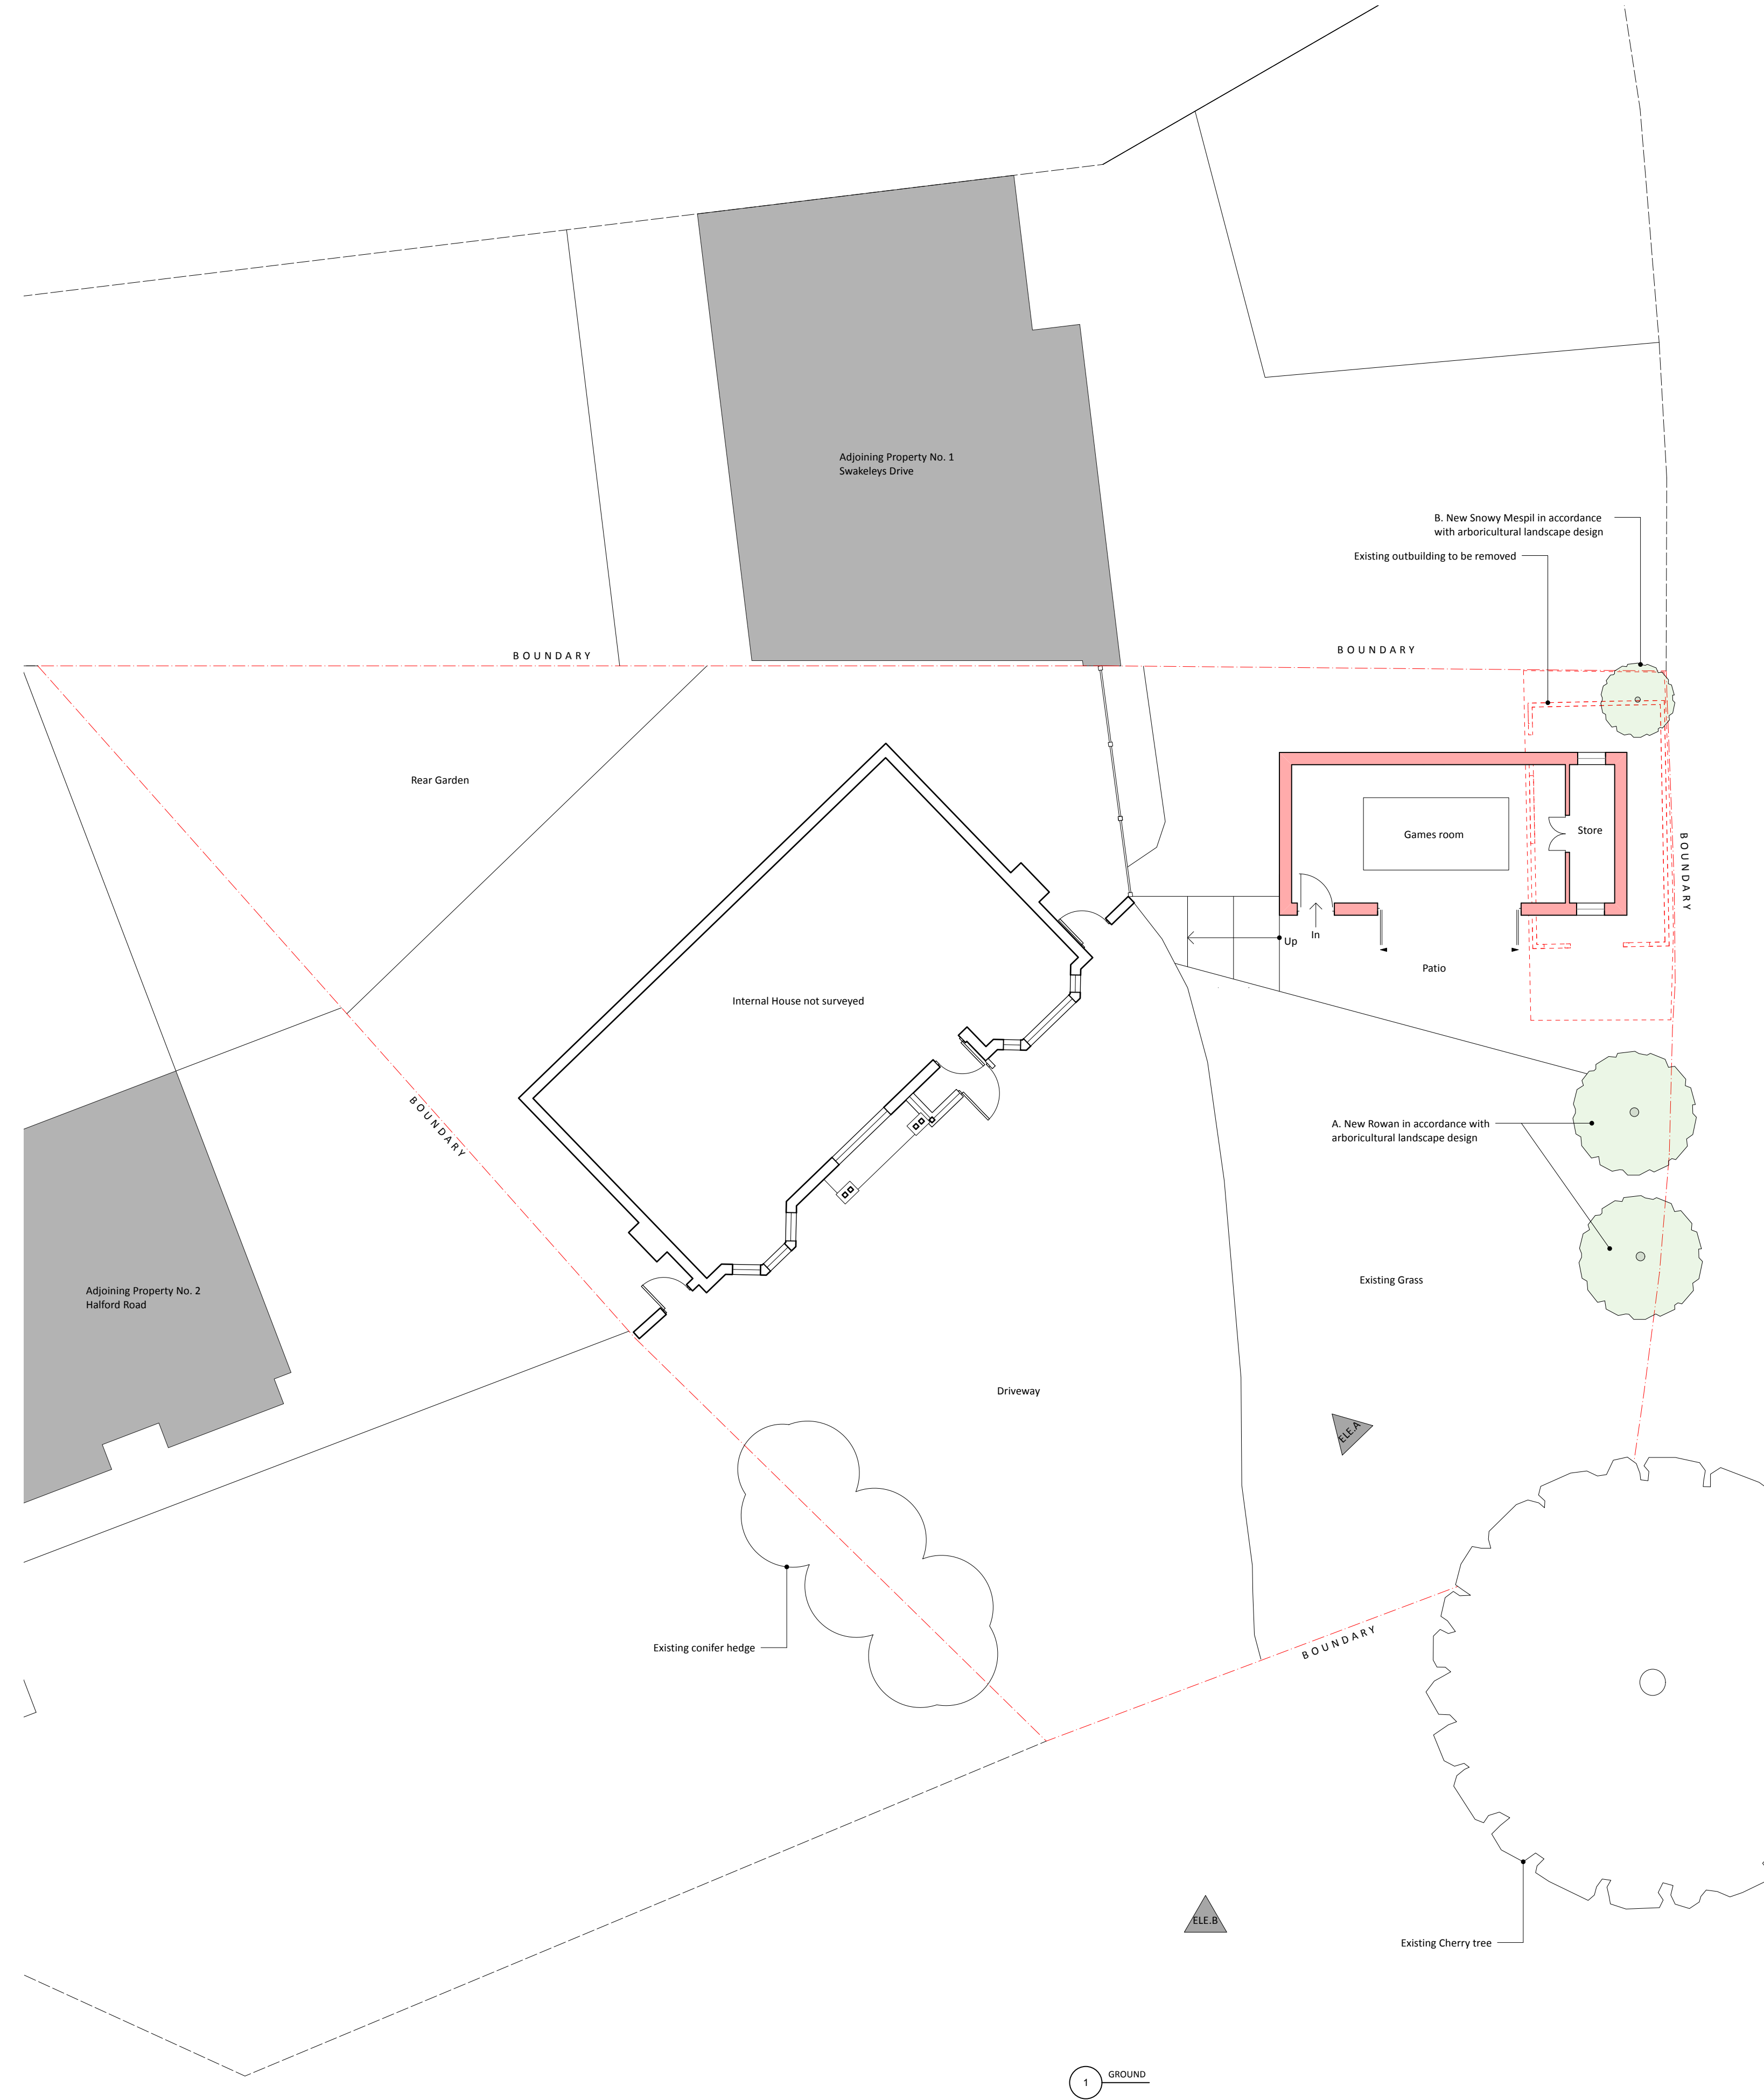 Adjoining Property No. 1
Swakeleys Drive
B. New Snowy Mespil in accordance
with arboricultural landscape design
Existing outbuilding to be removed
BOUNDARY
BOUNDARY
Rear Garden
Games room
Store
BOUNDARY
In
Up
Patio
Internal House not surveyed
BOUNDARY
A. New Rowan in accordance with
arboricultural landscape design
Existing Grass
Adjoining Property No. 2
Halford Road
Driveway
ELE.A
Existing conifer hedge
BOUNDARY
ELE.B
Existing Cherry tree
1
GROUND